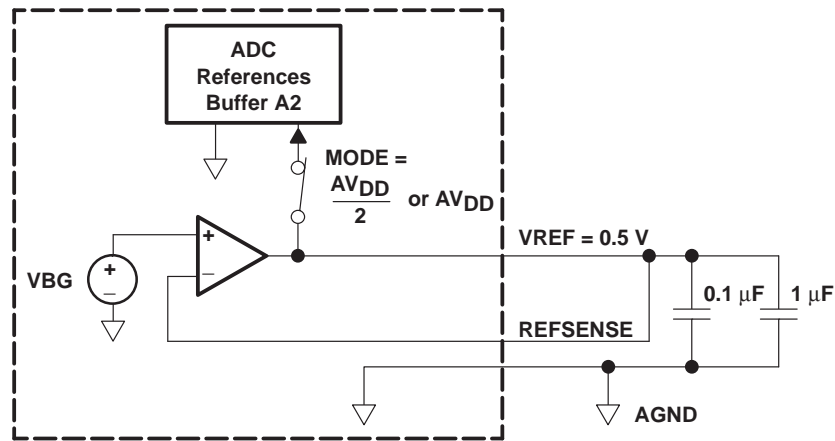 ADC
References
Buffer A2
MODE =
AVDD
2
or AVDD
+
−
VBG
+
−
VREF = 0.5 V
0.1 μF
1 μF
REFSENSE
AGND